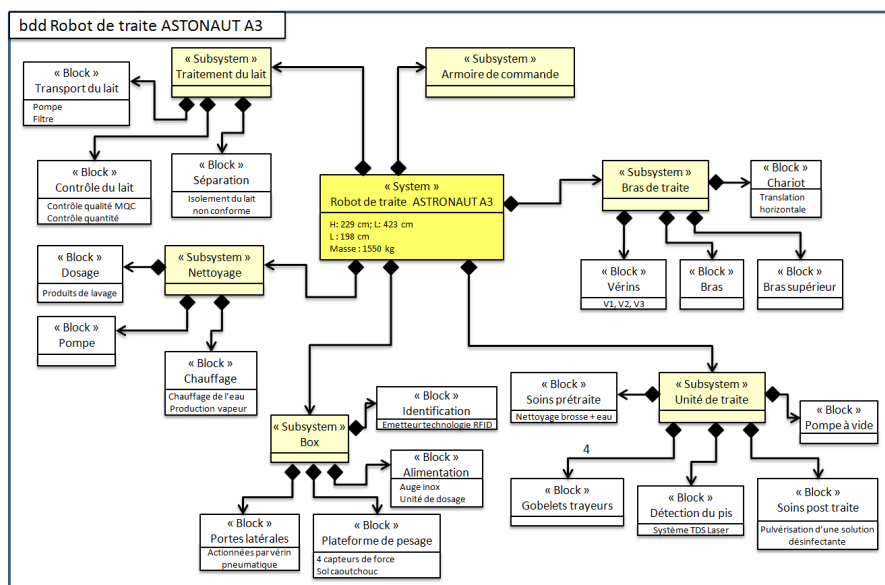 bdd Robot de traite ASTONAUT A3
« Subsystem »
Traitement du lait
« Subsystem »
Armoire de commande
« Block »
Transport du lait
Pompe
Filtre
« Block »
Contrôle du lait
Contrôle qualité MQC
Contrôle quantité
« Block »
Séparation
Isolement du lait
non conforme
« System »
Robot de traite ASTRONAUT A3
H: 229 cm; L: 423 cm
L : 198 cm
Masse : 1550 kg
« Subsystem »
Bras de traite
« Block »
Chariot
Translation
horizontale
« Block »
Vérins
V1, V2, V3
« Block »
Bras
« Block »
Bras supérieur
« Block »
Dosage
Produits de lavage
« Subsystem »
Nettoyage
« Block »
Pompe
« Block »
Chauffage
Chauffage de l'eau
Production vapeur
« Subsystem »
Box
« Block »
Identification
Emetteur technologie RFID
« Block »
Alimentation
Auge inox
Unité de dosage
« Block »
Portes latérales
Actionnées par vérin
pneumatique
« Block »
Plateforme de pesage
4 capteurs de force
Sol caoutchouc
« Block »
Soins prétraite
Nettoyage brosse + eau
« Subsystem »
Unité de traite
« Block »
Pompe à vide
4
« Block »
Gobelets trayeurs
« Block »
Détection du pis
Système TDS Laser
« Block »
Soins post traite
Pulvérisation d'une solution
désinfectante